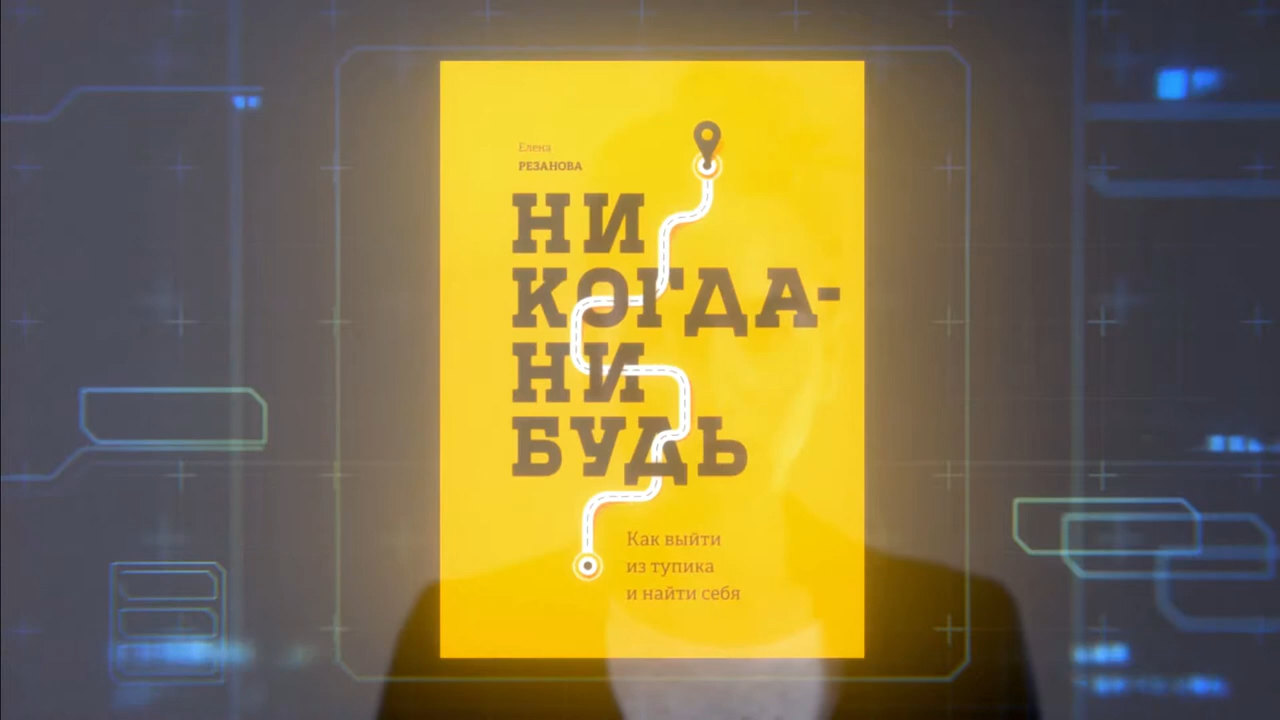 Елена
РЕЗАНОВА
НИ
КОГДА-
НИ
БУДЬ
Как выйти
из тупика
и найти себя